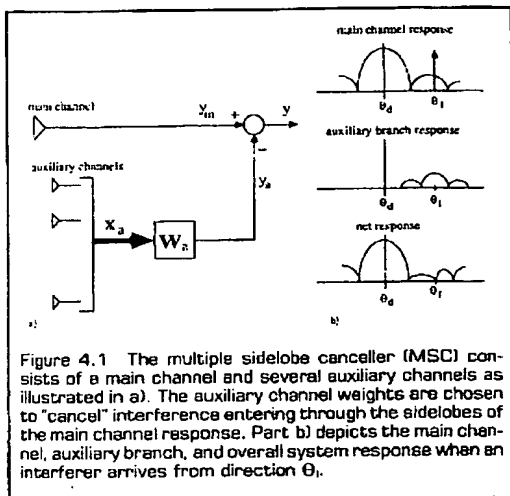 main channel response
main channel
y_m + y
−
θ_d θ_I
auxiliary branch response
auxiliary channels
y_a
x_a
W_a
θ_d θ_I
net response
θ_d θ_I
a) b)
Figure 4.1 The multiple sidelobe canceller (MSC) con-
sists of a main channel and several auxiliary channels as
illustrated in a). The auxiliary channel weights are chosen
to "cancel" interference entering through the sidelobes of
the main channel response. Part b) depicts the main chan-
nel, auxiliary branch, and overall system response when an
interferer arrives from direction θ_I.